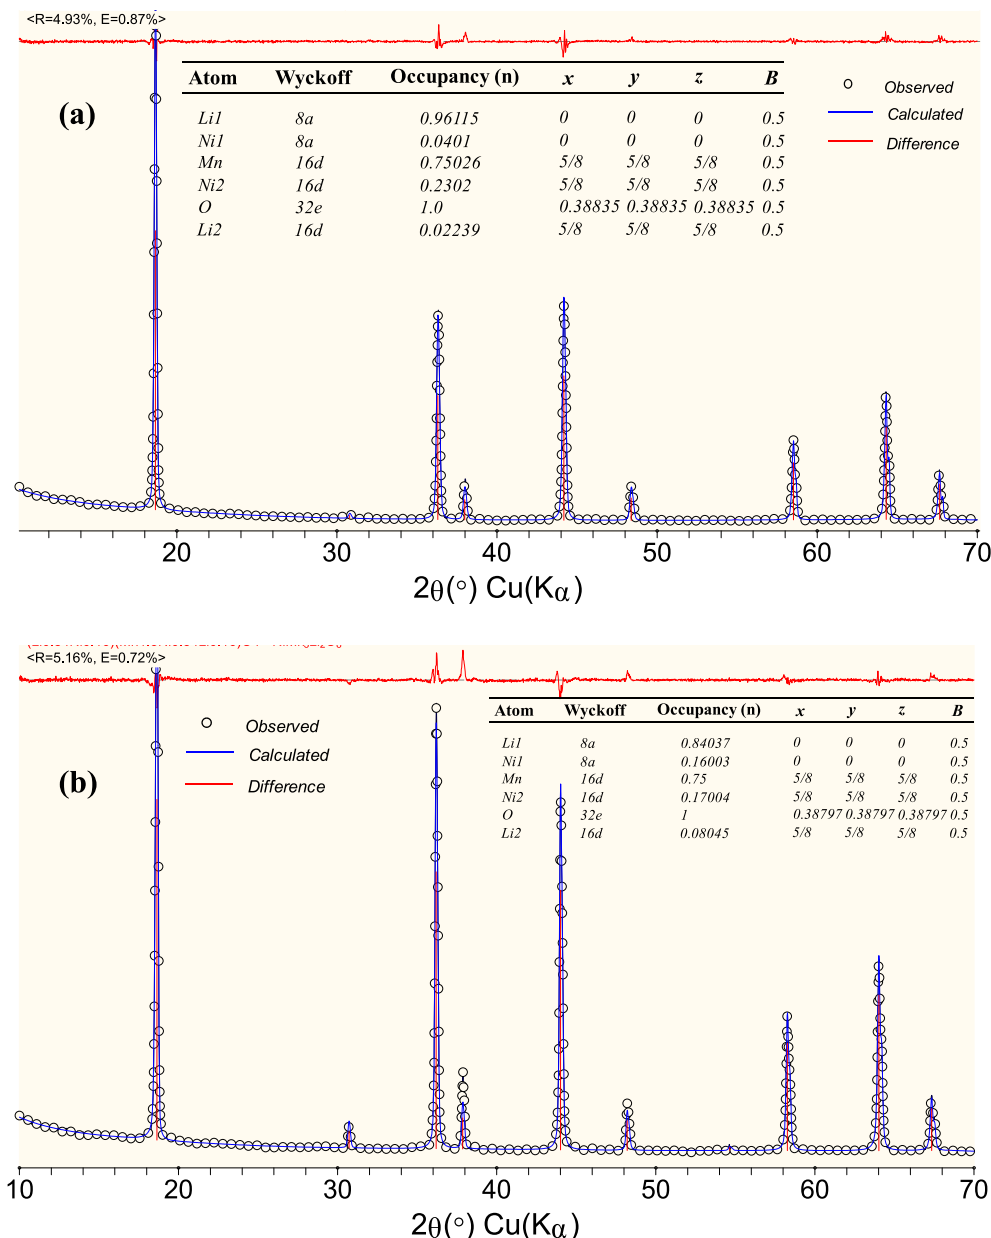 <R=4.93%, E=0.87%>
(a)
Atom Wyckoff Occupancy (n) x y z B
Li1 8a 0.96115 0 0 0 0.5
Ni1 8a 0.0401 0 0 0 0.5
Mn 16d 0.75026 5/8 5/8 5/8 0.5
Ni2 16d 0.2302 5/8 5/8 5/8 0.5
O 32e 1.0 0.38835 0.38835 0.38835 0.5
Li2 16d 0.02239 5/8 5/8 5/8 0.5
Observed
Calculated
Difference
20 30 40 50 60 70
2θ(°) Cu(Kα)
<R=5.16%, E=0.72%>
(b)
Observed
Calculated
Difference
Atom Wyckoff Occupancy (n) x y z B
Li1 8a 0.84037 0 0 0 0.5
Ni1 8a 0.16003 0 0 0 0.5
Mn 16d 0.75 5/8 5/8 5/8 0.5
Ni2 16d 0.17004 5/8 5/8 5/8 0.5
O 32e 1 0.38797 0.38797 0.38797 0.5
Li2 16d 0.08045 5/8 5/8 5/8 0.5
10 20 30 40 50 60 70
2θ(°) Cu(Kα)